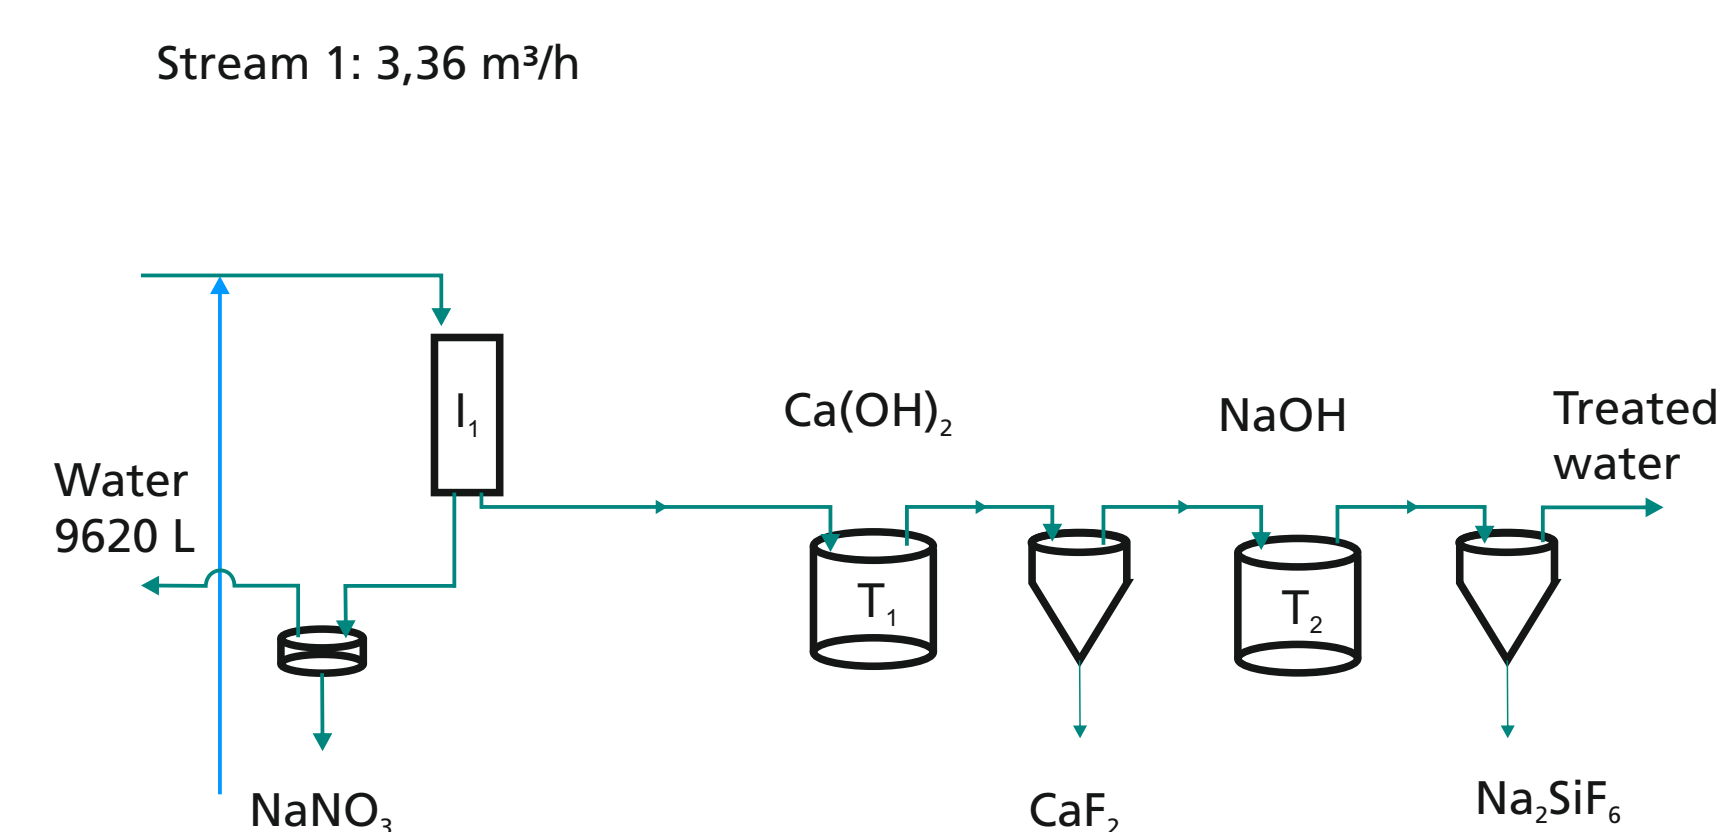 Stream 1: 3,36 m³/h
I₁
Ca(OH)₂
NaOH
Treated
water
Water
9620 L
T₁
T₂
NaNO₃
CaF₂
Na₂SiF₆